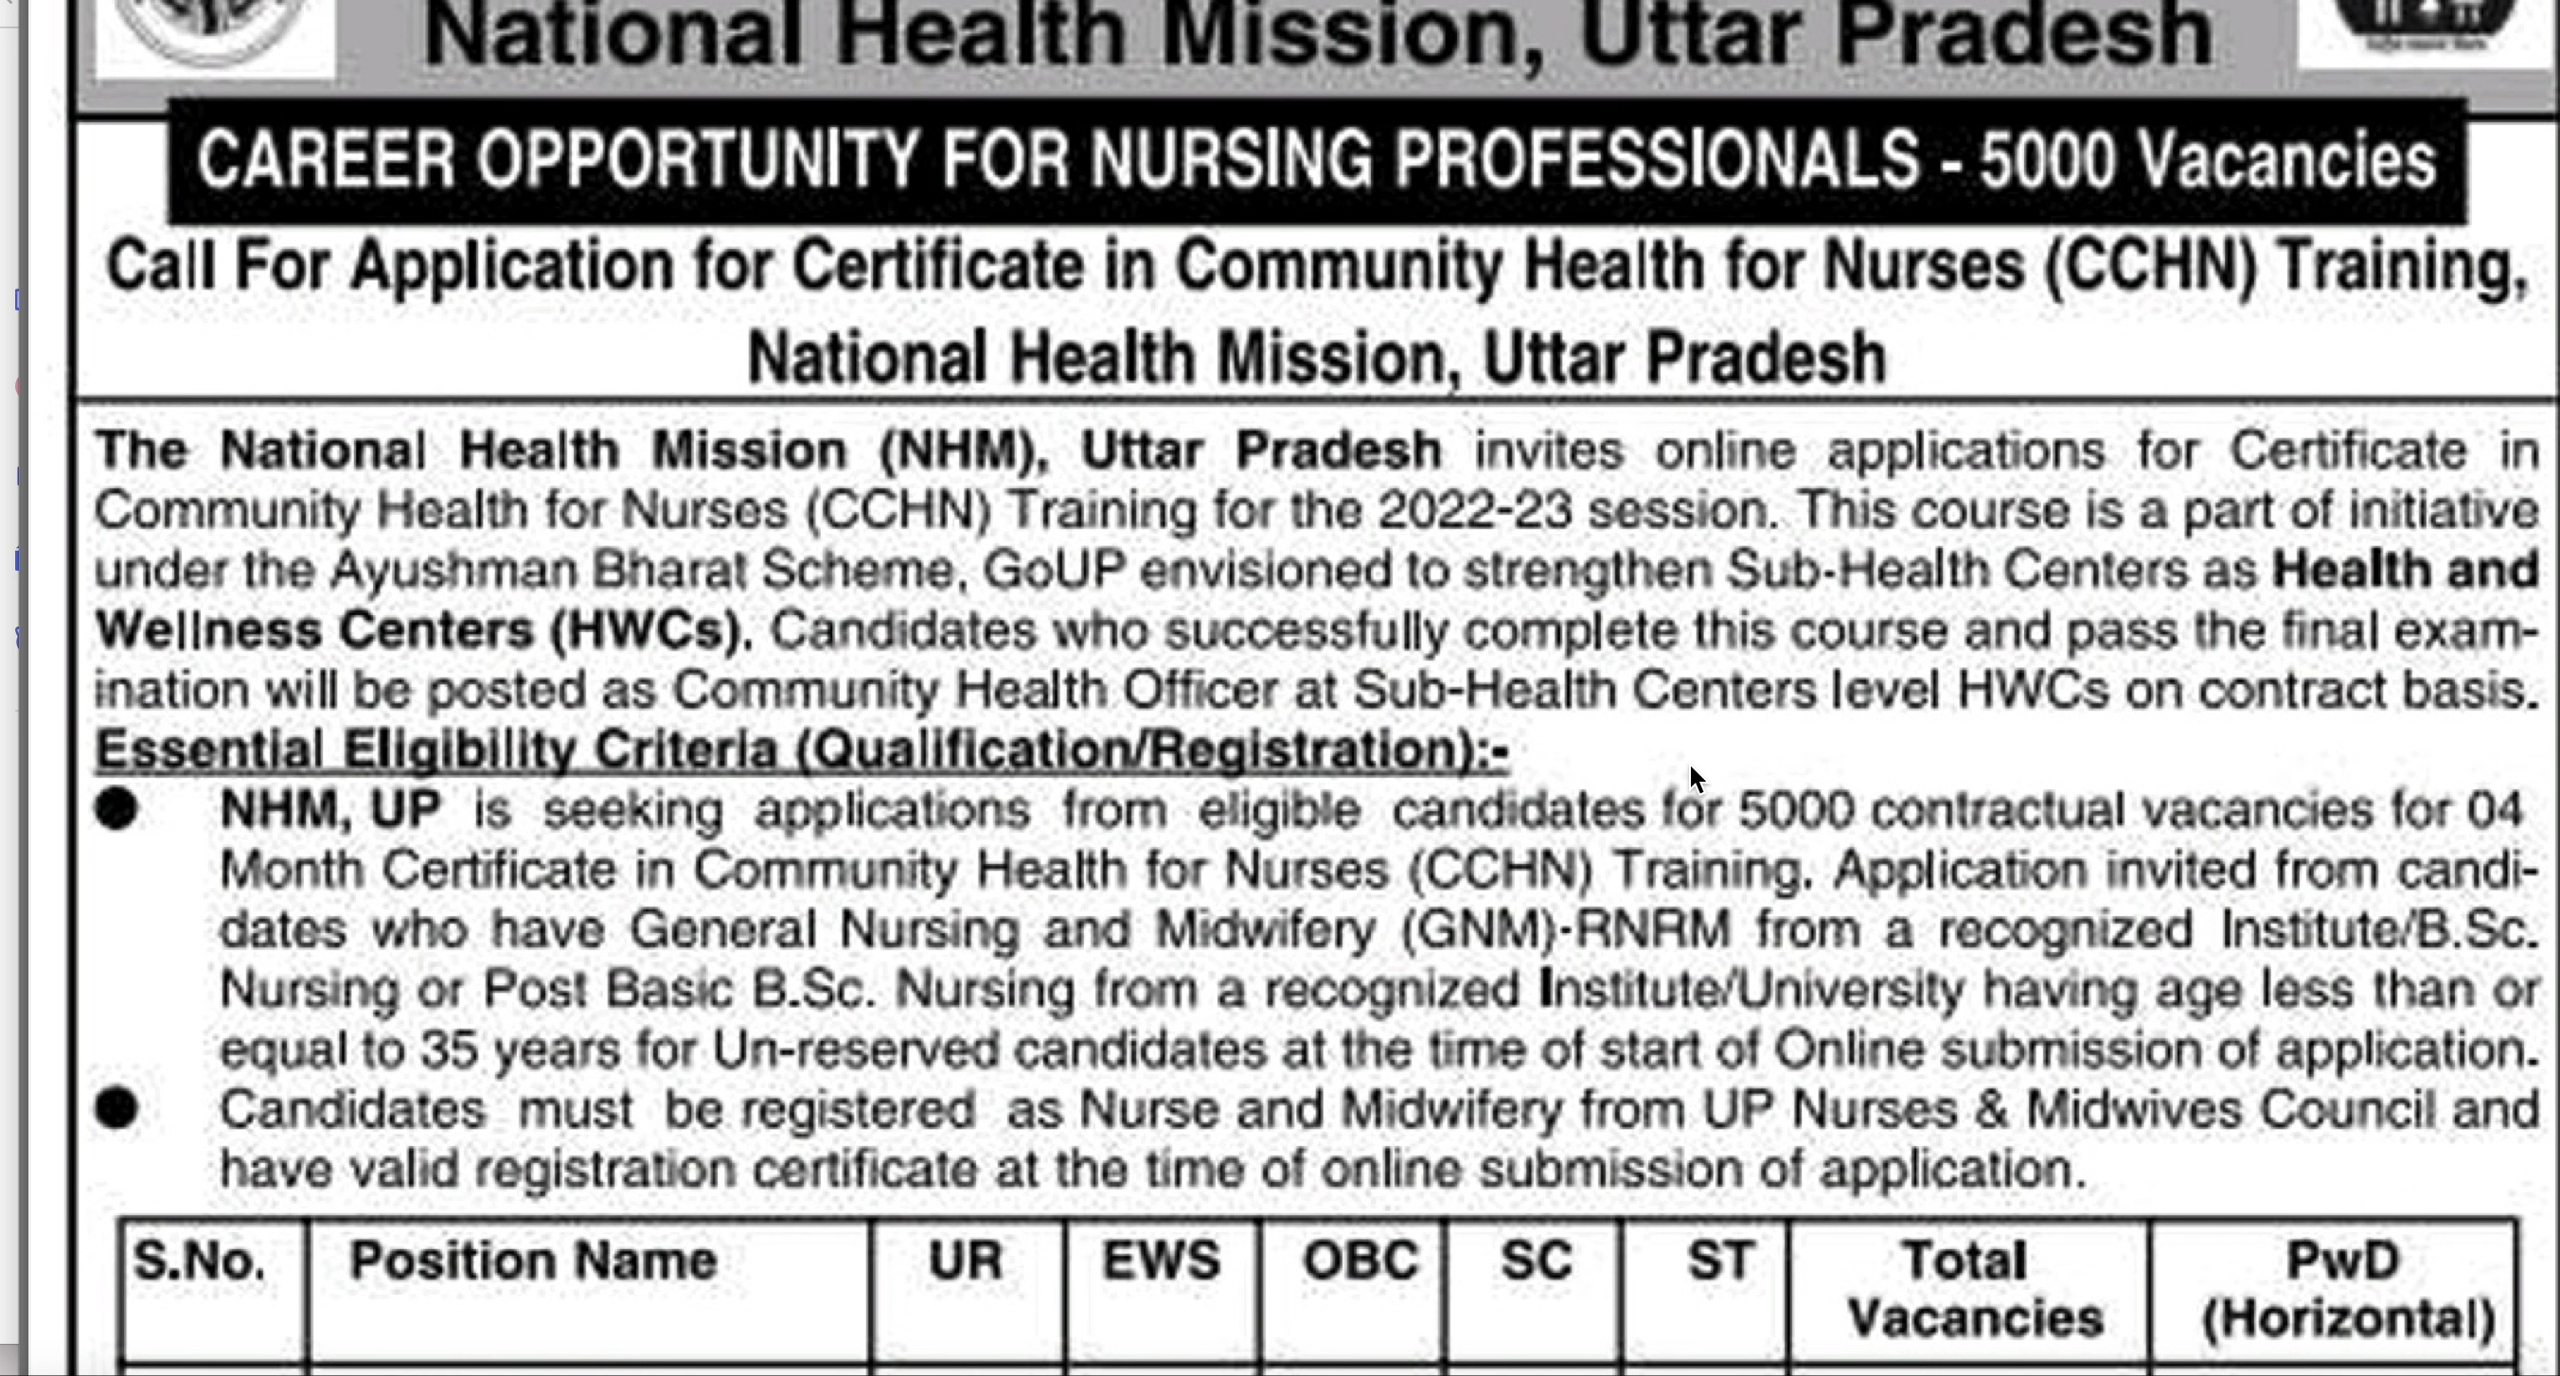 National Health Mission, Uttar Pradesh
CAREER OPPORTUNITY FOR NURSING PROFESSIONALS - 5000 Vacancies
Call For Application for Certificate in Community Health for Nurses (CCHN) Training,
National Health Mission, Uttar Pradesh
The National Health Mission (NHM), Uttar Pradesh invites online applications for Certificate in
Community Health for Nurses (CCHN) Training for the 2022-23 session. This course is a part of initiative
under the Ayushman Bharat Scheme, GoUP envisioned to strengthen Sub-Health Centers as Health and
Wellness Centers (HWCs). Candidates who successfully complete this course and pass the final exam-
ination will be posted as Community Health Officer at Sub-Health Centers level HWCs on contract basis.
Essential Eligibility Criteria (Qualification/Registration):-
● NHM, UP is seeking applications from eligible candidates for 5000 contractual vacancies for 04
Month Certificate in Community Health for Nurses (CCHN) Training. Application invited from candi-
dates who have General Nursing and Midwifery (GNM)-RNRM from a recognized Institute/B.Sc.
Nursing or Post Basic B.Sc. Nursing from a recognized Institute/University having age less than or
equal to 35 years for Un-reserved candidates at the time of start of Online submission of application.
● Candidates must be registered as Nurse and Midwifery from UP Nurses & Midwives Council and
have valid registration certificate at the time of online submission of application.
S.No. Position Name UR EWS OBC SC ST Total PwD
Vacancies (Horizontal)